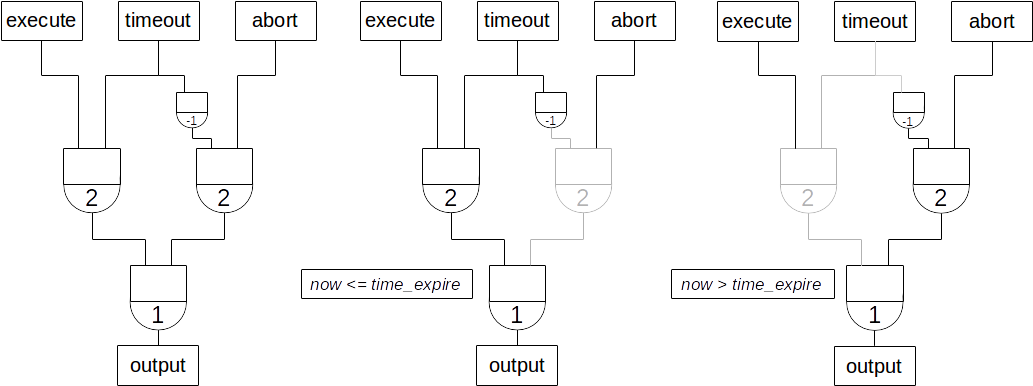 execute timeout abort execute timeout abort execute timeout abort
-1 -1 -1
2 2 2 2 2 2
now <= time_expire now > time_expire
1 1 1
output output output